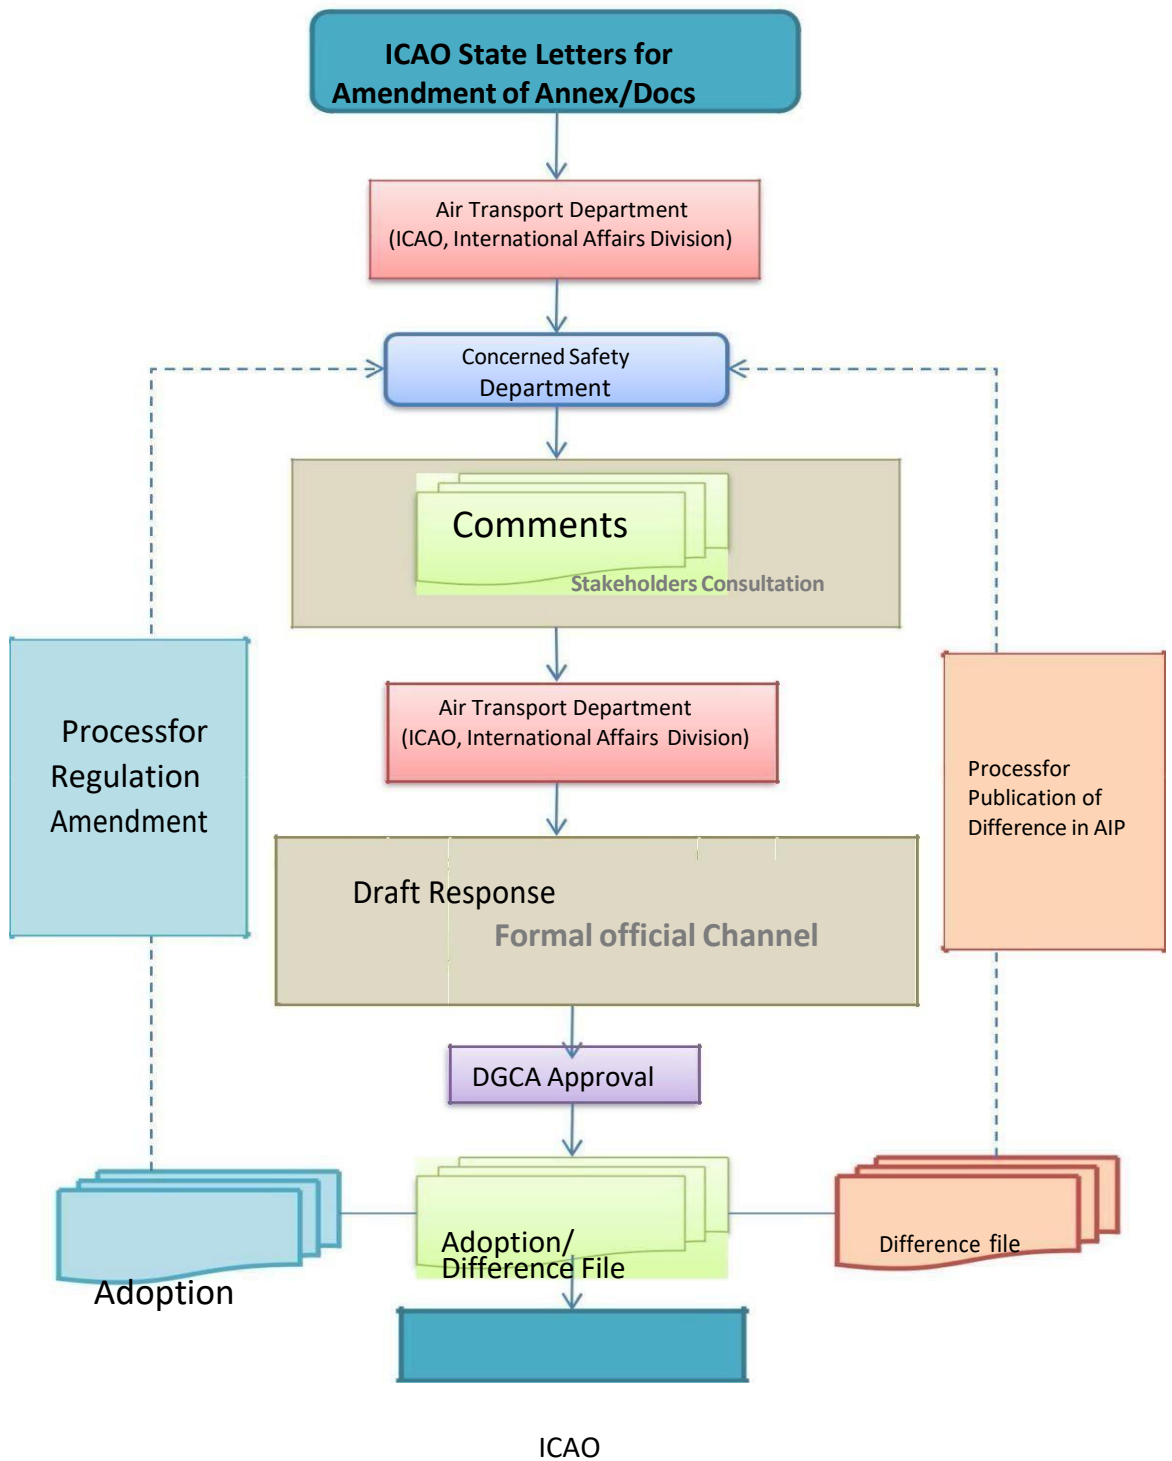 ICAO State Letters for
Amendment of Annex/Docs
Air Transport Department
(ICAO, International Affairs Division)
Concerned Safety
Department
Comments
Stakeholders Consultation
Processfor
Regulation
Amendment
Air Transport Department
(ICAO, International Affairs Division)
Processfor
Publication of
Difference in AIP
Draft Response
Formal official Channel
DGCA Approval
Adoption
Adoption/
Difference File
Difference file
ICAO